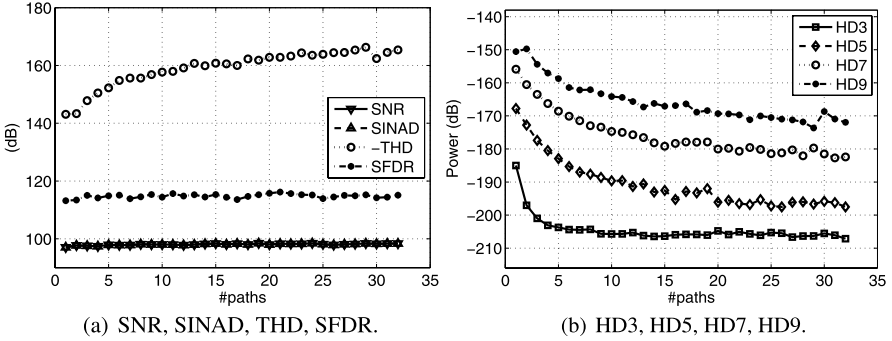 180
160
140
120
100
(dB)
0 5 10 15 20 25 30 35
#paths
SNR
SINAD
−THD
SFDR
(a) SNR, SINAD, THD, SFDR.
−140
−150
−160
−170
−180
−190
−200
−210
Power (dB)
0 5 10 15 20 25 30 35
#paths
HD3
HD5
HD7
HD9
(b) HD3, HD5, HD7, HD9.